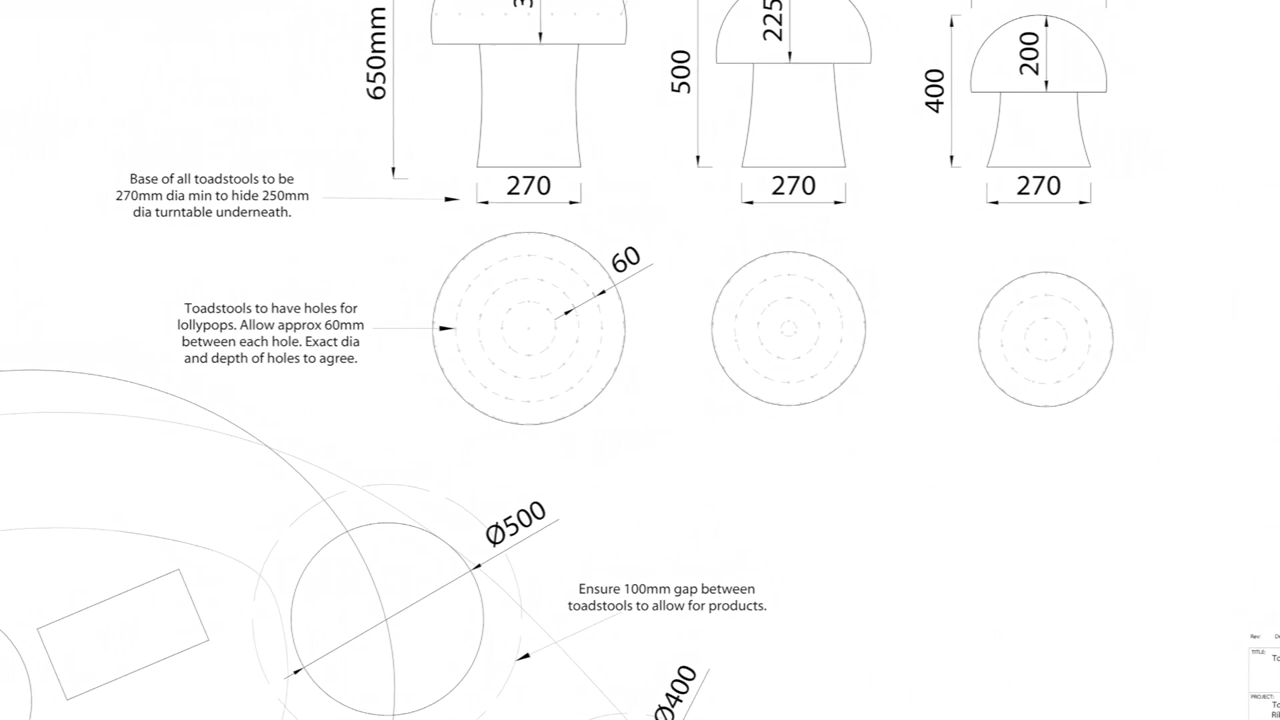 650mm
500
225
400
200
Base of all toadstools to be
270mm dia min to hide 250mm
dia turntable underneath.
270
270
270
60
Toadstools to have holes for
lollypops. Allow approx 60mm
between each hole. Exact dia
and depth of holes to agree.
Ø500
Ensure 100mm gap between
toadstools to allow for products.
Ø400
Rev:
TITLE:
PROJECT: